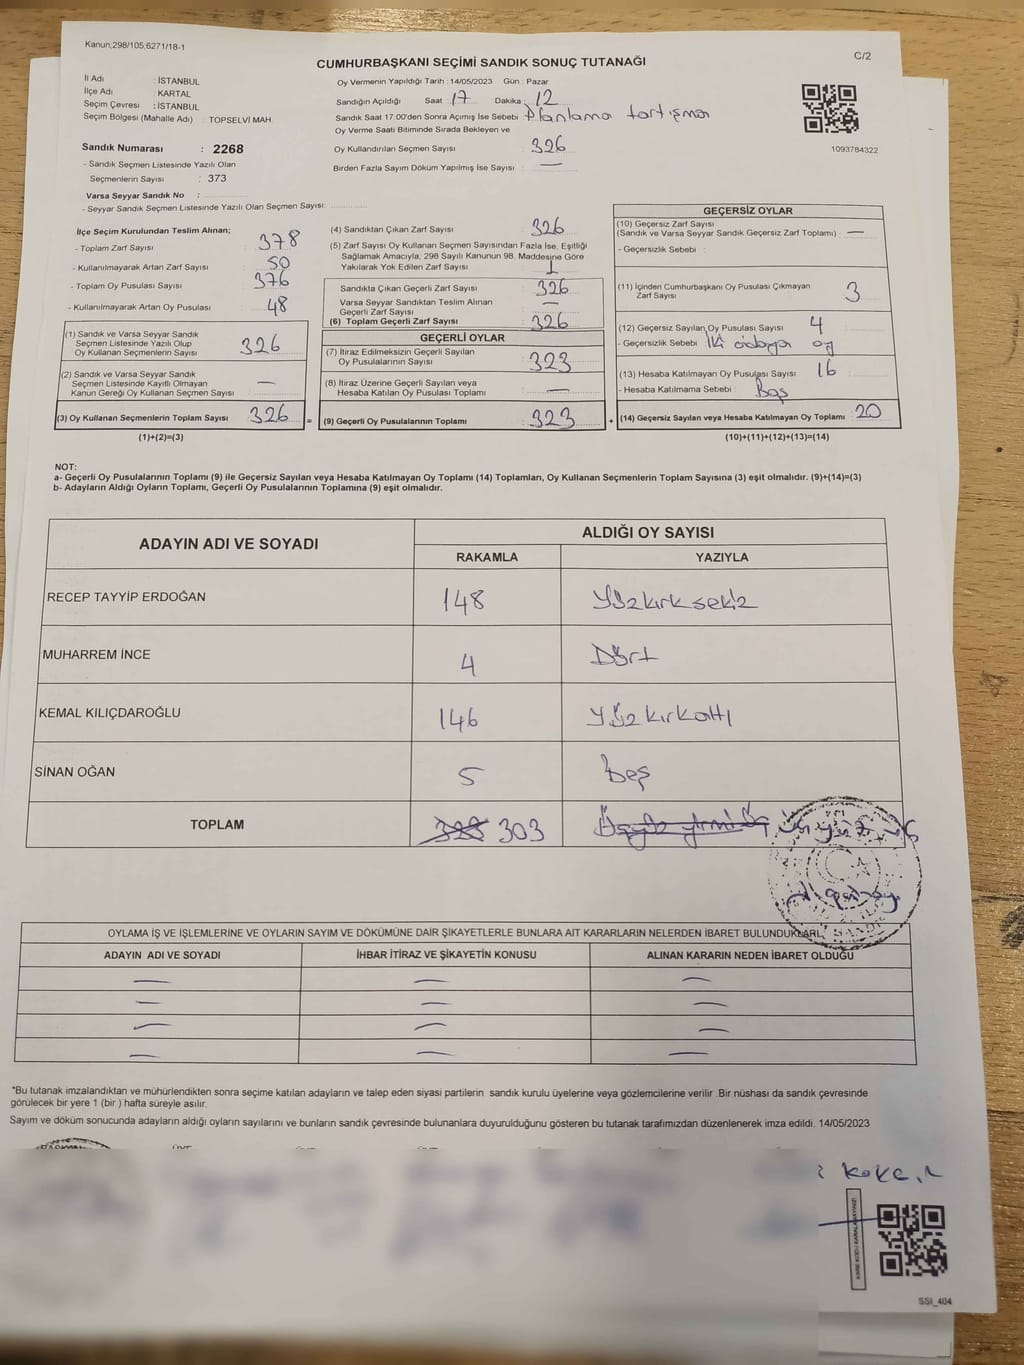 Kanun;298/105;6271/18-1
C/2
CUMHURBAŞKANI SEÇİMİ SANDIK SONUÇ TUTANAĞI
İl Adı : İSTANBUL
İlçe Adı : KARTAL
Seçim Çevresi : İSTANBUL
Seçim Bölgesi (Mahalle Adı) : TOPSELVİ MAH.
Sandık Numarası : 2268
- Sandık Seçmen Listesinde Yazılı Olan
Seçmenlerin Sayısı : 373
Varsa Seyyar Sandık No :
- Seyyar Sandık Seçmen Listesinde Yazılı Olan Seçmen Sayısı:
Oy Vermenin Yapıldığı Tarih : 14/05/2023 Gün : Pazar
Sandığın Açıldığı Saat : 17 Dakika : 12
Sandık Saat 17.00'den Sonra Açımış İse Sebebi Planlama tartışma
Oy Verme Saati Bitiminde Sırada Bekleyen ve
Oy Kullandırılan Seçmen Sayısı : 326
Birden Fazla Sayım Döküm Yapılmış İse Sayısı : —
1093784322
İlçe Seçim Kurulundan Teslim Alınan;
- Toplam Zarf Sayısı : 378
- Kullanılmayarak Artan Zarf Sayısı : 50
- Toplam Oy Pusulası Sayısı : 376
- Kullanılmayarak Artan Oy Pusulası : 48
(1) Sandık ve Varsa Seyyar Sandık
Seçmen Listesinde Yazılı Olup
Oy Kullanan Seçmenlerin Sayısı : 326
(2) Sandık ve Varsa Seyyar Sandık
Seçmen Listesinde Kayıtlı Olmayan
Kanun Gereği Oy Kullanan Seçmen Sayısı : —
(3) Oy Kullanan Seçmenlerin Toplam Sayısı : 326 =
(1)+(2)=(3)
(4) Sandıktan Çıkan Zarf Sayısı : 326
(5) Zarf Sayısı Oy Kullanan Seçmen Sayısından Fazla İse, Eşitliği
Sağlamak Amacıyla; 298 Sayılı Kanunun 98. Maddesine Göre
Yakılarak Yok Edilen Zarf Sayısı :
Sandıkta Çıkan Geçerli Zarf Sayısı : 326
Varsa Seyyar Sandıktan Teslim Alınan
Geçerli Zarf Sayısı : —
(6) Toplam Geçerli Zarf Sayısı : 326
GEÇERLİ OYLAR
(7) İtiraz Edilmeksizin Geçerli Sayılan
Oy Pusulalarının Sayısı : 323
(8) İtiraz Üzerine Geçerli Sayılan veya
Hesaba Katılan Oy Pusulası Toplamı : —
(9) Geçerli Oy Pusulalarının Toplamı : 323 +
GEÇERSİZ OYLAR
(10) Geçersiz Zarf Sayısı
(Sandık ve Varsa Seyyar Sandık Geçersiz Zarf Toplamı) : —
- Geçersizlik Sebebi :
(11) İçinden Cumhurbaşkanı Oy Pusulası Çıkmayan
Zarf Sayısı : 3
(12) Geçersiz Sayılan Oy Pusulası Sayısı : 4
- Geçersizlik Sebebi : İki adaya oy
(13) Hesaba Katılmayan Oy Pusulası Sayısı : 16
- Hesaba Katılmama Sebebi : Boş
(14) Geçersiz Sayılan veya Hesaba Katılmayan Oy Toplamı : 20
(10)+(11)+(12)+(13)=(14)
NOT:
a- Geçerli Oy Pusulalarının Toplamı (9) ile Geçersiz Sayılan veya Hesaba Katılmayan Oy Toplamı (14) Toplamları, Oy Kullanan Seçmenlerin Toplam Sayısına (3) eşit olmalıdır. (9)+(14)=(3)
b- Adayların Aldığı Oyların Toplamı, Geçerli Oy Pusulalarının Toplamına (9) eşit olmalıdır.
ADAYIN ADI VE SOYADI
ALDIĞI OY SAYISI
RAKAMLA YAZIYLA
RECEP TAYYİP ERDOĞAN 148 Yüzkırksekiz
MUHARREM İNCE 4 Dört
KEMAL KILIÇDAROĞLU 146 Yüzkırkaltı
SİNAN OĞAN 5 Beş
TOPLAM 323 303 Üçyüz yirmi Üç üçyüz üç
OYLAMA İŞ VE İŞLEMLERİNE VE OYLARIN SAYIM VE DÖKÜMÜNE DAİR ŞİKAYETLERLE BUNLARA AİT KARARLARIN NELERDEN İBARET BULUNDUKLARI,
ADAYIN ADI VE SOYADI İHBAR İTİRAZ VE ŞİKAYETİN KONUSU ALINAN KARARIN NEDEN İBARET OLDUĞU
— — —
— — —
— — —
— — —
*Bu tutanak imzalandıktan ve mühürlendikten sonra seçime katılan adayların ve talep eden siyasi partilerin sandık kurulu üyelerine veya gözlemcilerine verilir .Bir nüshası da sandık çevresinde
görülecek bir yere 1 (bir ) hafta süreyle asılır.
Sayım ve döküm sonucunda adayların aldığı oyların sayılarını ve bunların sandık çevresinde bulunanlara duyurulduğunu gösteren bu tutanak tarafımızdan düzenlenerek imza edildi. 14/05/2023
SSI_404